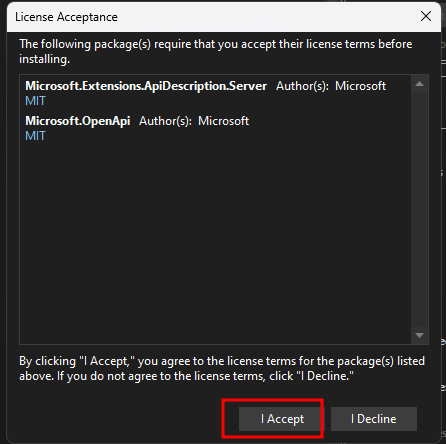 License Acceptance
The following package(s) require that you accept their license terms before
installing.
Microsoft.Extensions.ApiDescription.Server Author(s): Microsoft
MIT
Microsoft.OpenApi Author(s): Microsoft
MIT
By clicking "I Accept," you agree to the license terms for the package(s) listed
above. If you do not agree to the license terms, click "I Decline."
I Accept I Decline